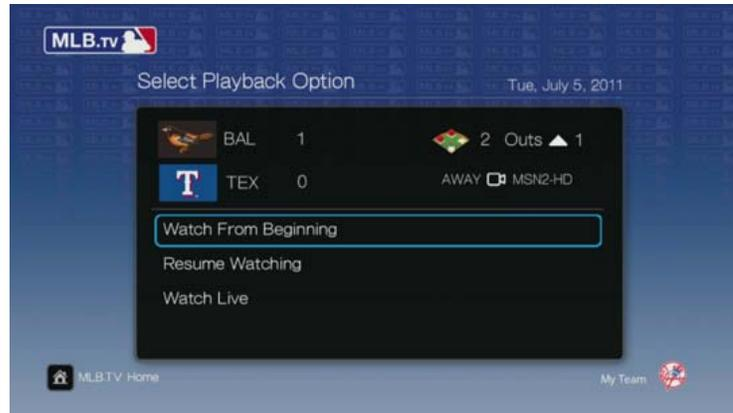 MLB.TV
Select Playback Option Tue, July 5, 2011
BAL 1 2 Outs 1
T TEX 0 AWAY MSN2-HD
Watch From Beginning
Resume Watching
Watch Live
MLB.TV Home My Team